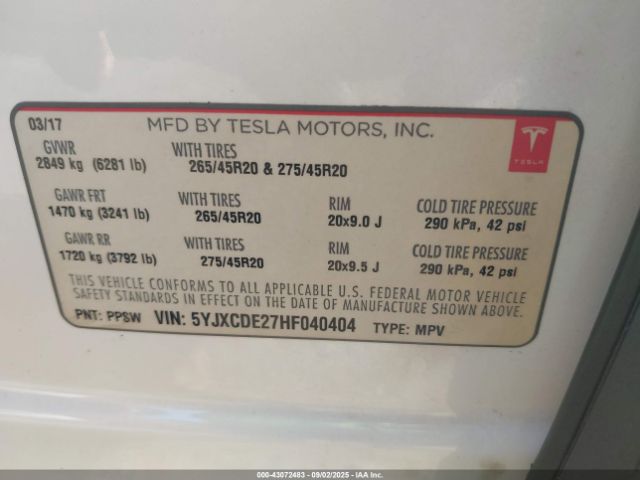 03/17 MFD BY TESLA MOTORS, INC.
GVWR WITH TIRES
2849 kg (6281 lb) 265/45R20 & 275/45R20
TESLA
GAWR FRT WITH TIRES RIM COLD TIRE PRESSURE
1470 kg (3241 lb) 265/45R20 20x9.0 J 290 kPa, 42 psi
GAWR RR WITH TIRES RIM COLD TIRE PRESSURE
1720 kg (3792 lb) 275/45R20 20x9.5 J 290 kPa, 42 psi
THIS VEHICLE CONFORMS TO ALL APPLICABLE U.S. FEDERAL MOTOR VEHICLE
SAFETY STANDARDS IN EFFECT ON THE DATE OF MANUFACTURE SHOWN ABOVE.
PNT: PPSW VIN: 5YJXCDE27HF040404 TYPE: MPV
000-43072483 - 09/02/2025 - IAA Inc.